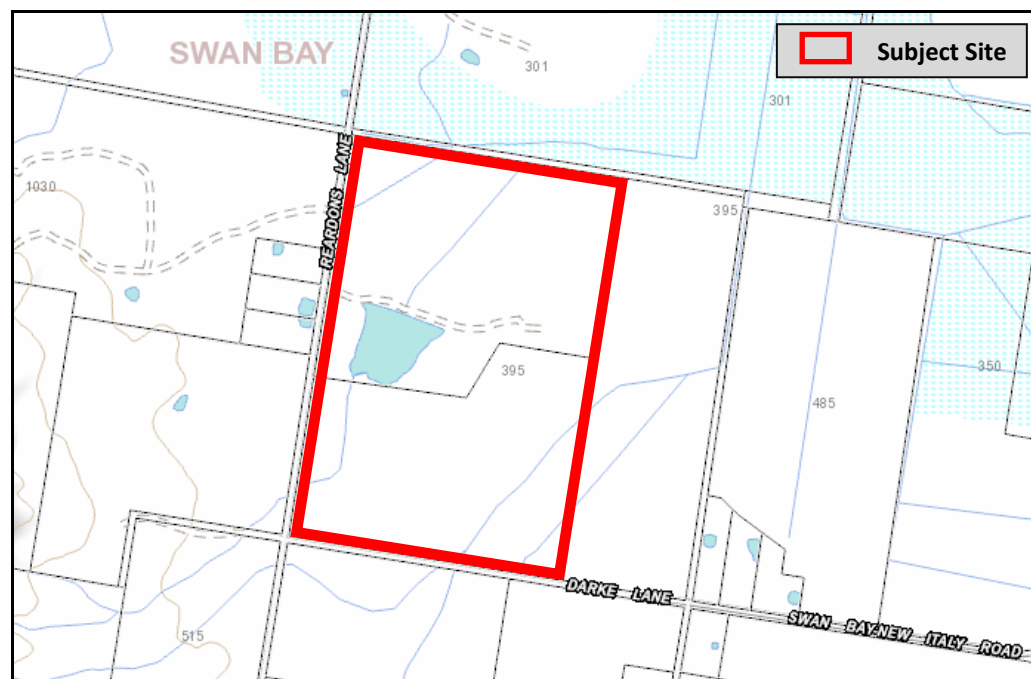 SWAN BAY
Subject Site
301
301
REARDONS LANE
1030
395
395
350
485
DARKE LANE
SWAN BAY-NEW ITALY ROAD
515